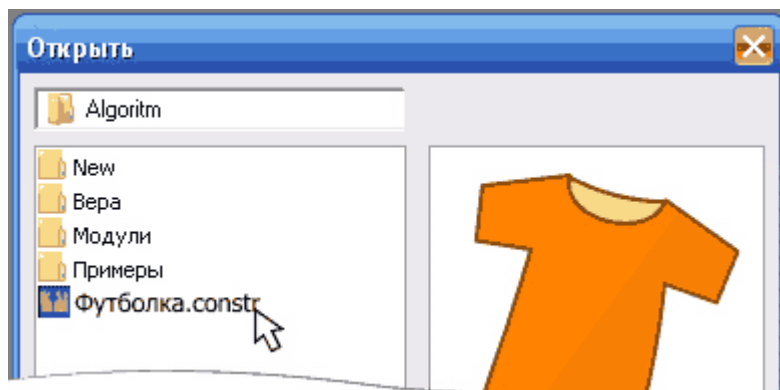 Открыть
Algoritm
New
Вера
Модули
Примеры
Футболка.constr